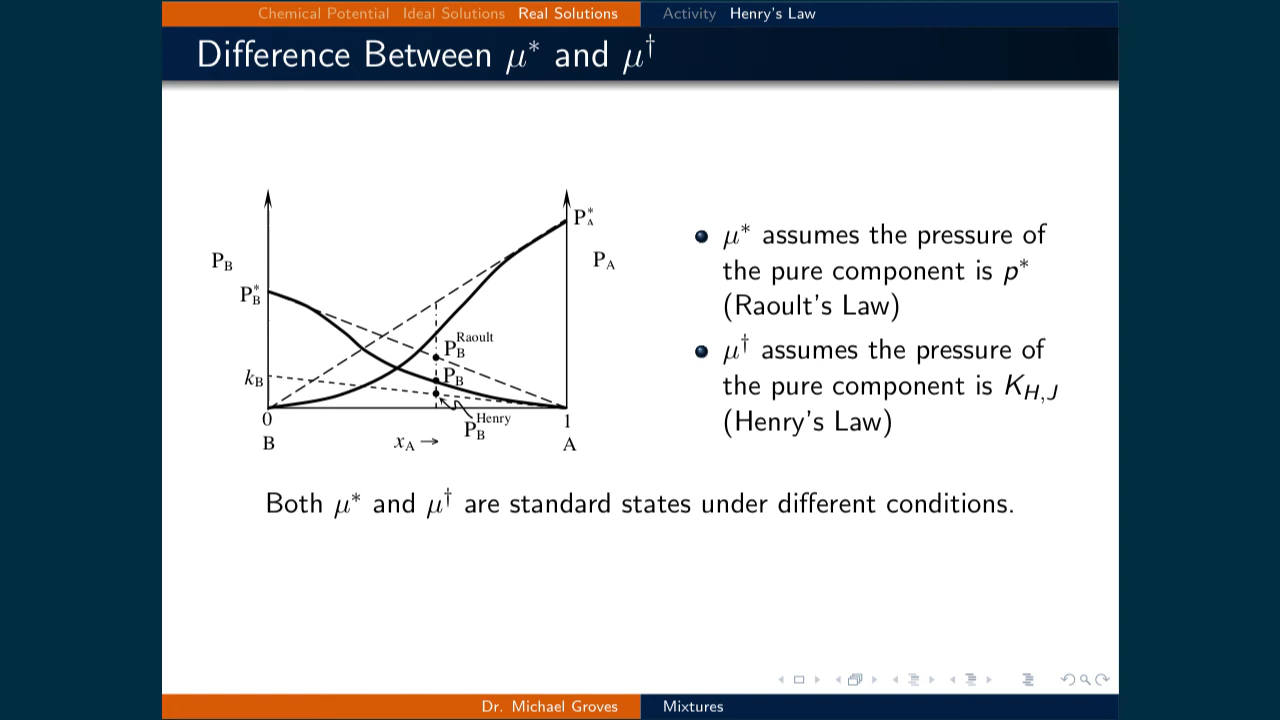 Chemical Potential Ideal Solutions Real Solutions Activity Henry's Law
Difference Between μ* and μ†
P_A^*
P_B
P_A
P_B^*
P_B^Raoult
k_B
P_B
P_B^Henry
0
1
B
x_A →
A
• μ* assumes the pressure of
the pure component is p*
(Raoult's Law)
• μ† assumes the pressure of
the pure component is K_{H,J}
(Henry's Law)
Both μ* and μ† are standard states under different conditions.
Dr. Michael Groves Mixtures